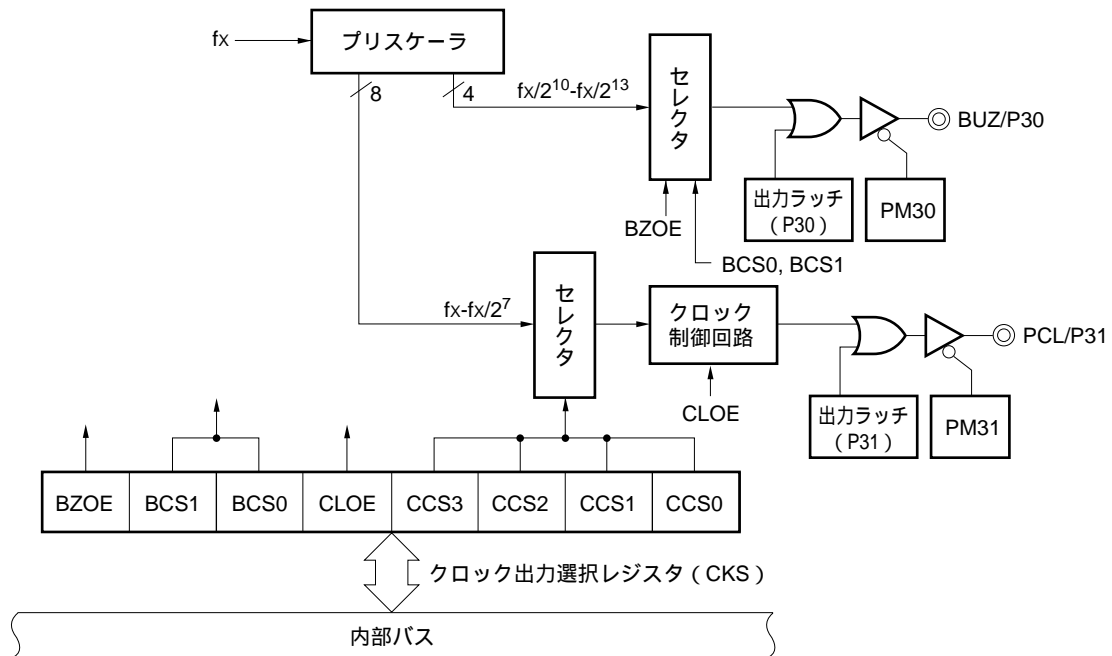 fX
プリスケーラ
8
4
fX/2¹⁰-fX/2¹³
セレクタ
BUZ/P30
出力ラッチ
（P30）
PM30
BZOE
BCS0, BCS1
fX-fX/2⁷
セレクタ
クロック
制御回路
PCL/P31
CLOE
出力ラッチ
（P31）
PM31
BZOE BCS1 BCS0 CLOE CCS3 CCS2 CCS1 CCS0
クロック出力選択レジスタ（CKS）
内部バス